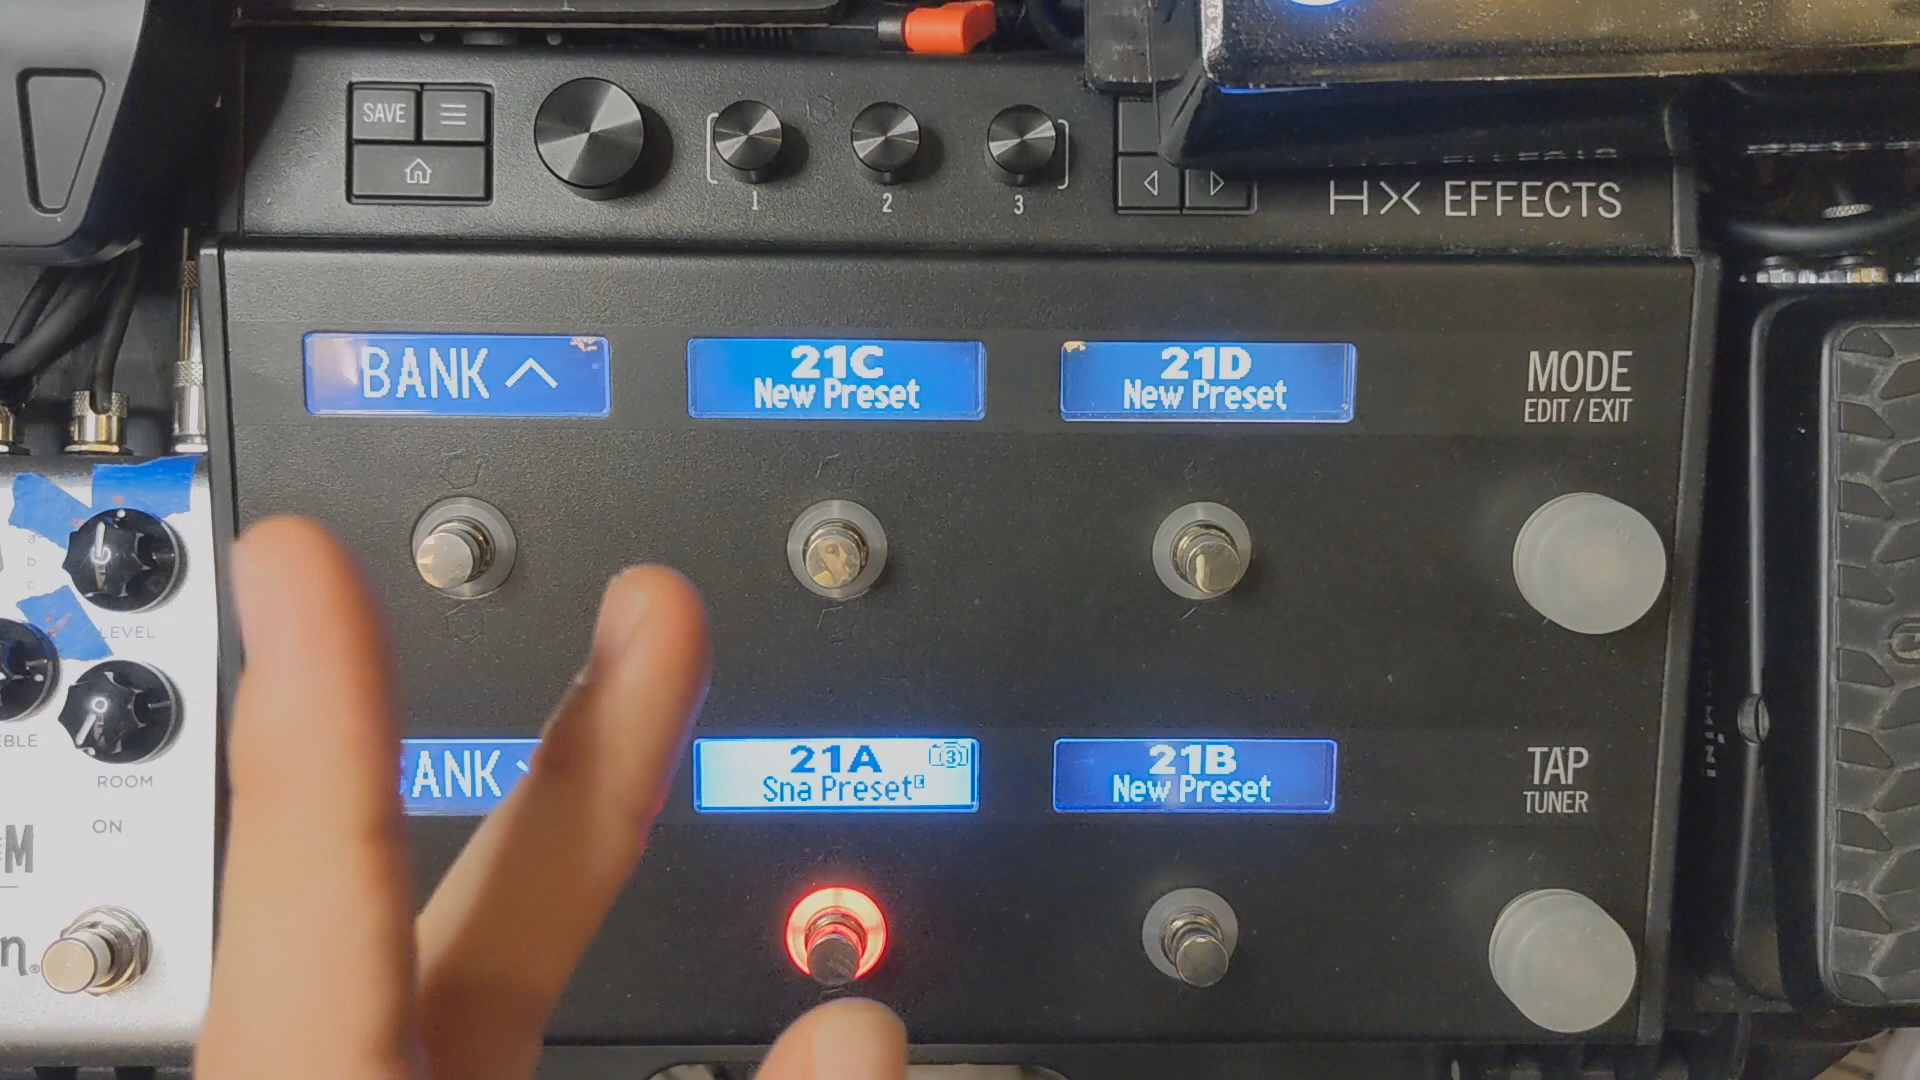 SAVE
1
2
3
HX EFFECTS
BANK
21C
New Preset
21D
New Preset
MODE
EDIT / EXIT
a
b
c
LEVEL
ROOM
ON
21A
3
Sna Preset
21B
New Preset
TAP
TUNER